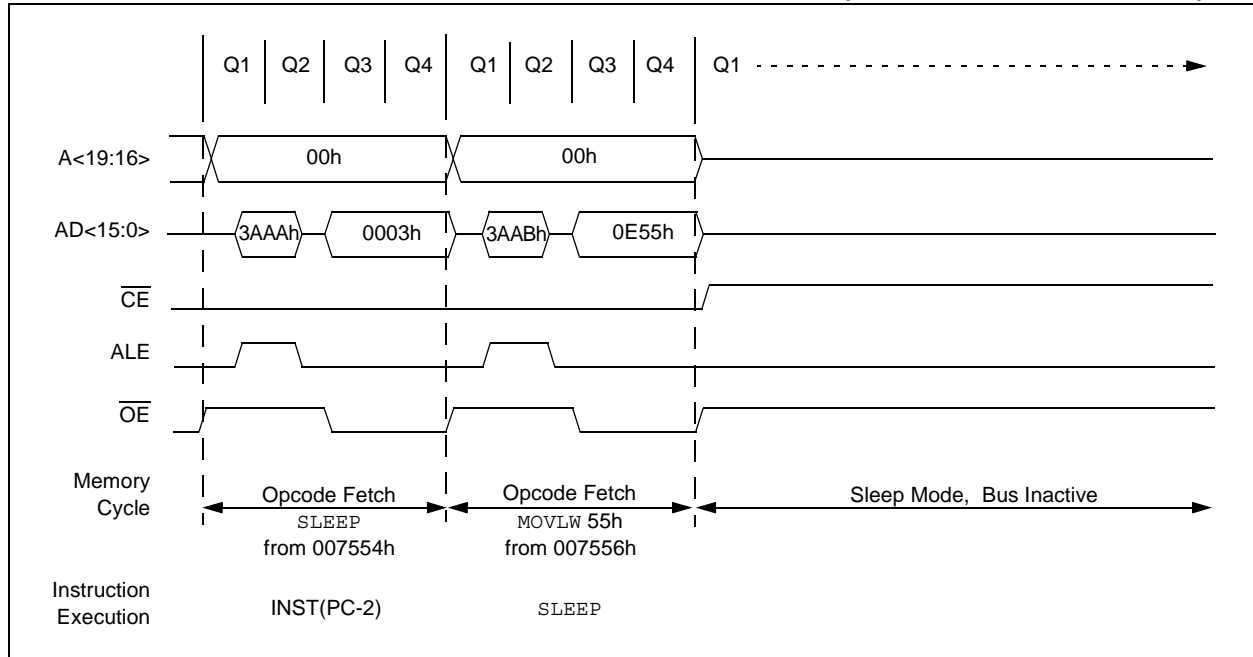 Q1 Q2 Q3 Q4 Q1 Q2 Q3 Q4 Q1
A<19:16> 00h 00h
AD<15:0> 3AAAh 0003h 3AABh 0E55h
CE
ALE
OE
Memory
Cycle
Opcode Fetch
SLEEP
from 007554h
Opcode Fetch
MOVLW 55h
from 007556h
Sleep Mode, Bus Inactive
Instruction
Execution
INST(PC-2)
SLEEP